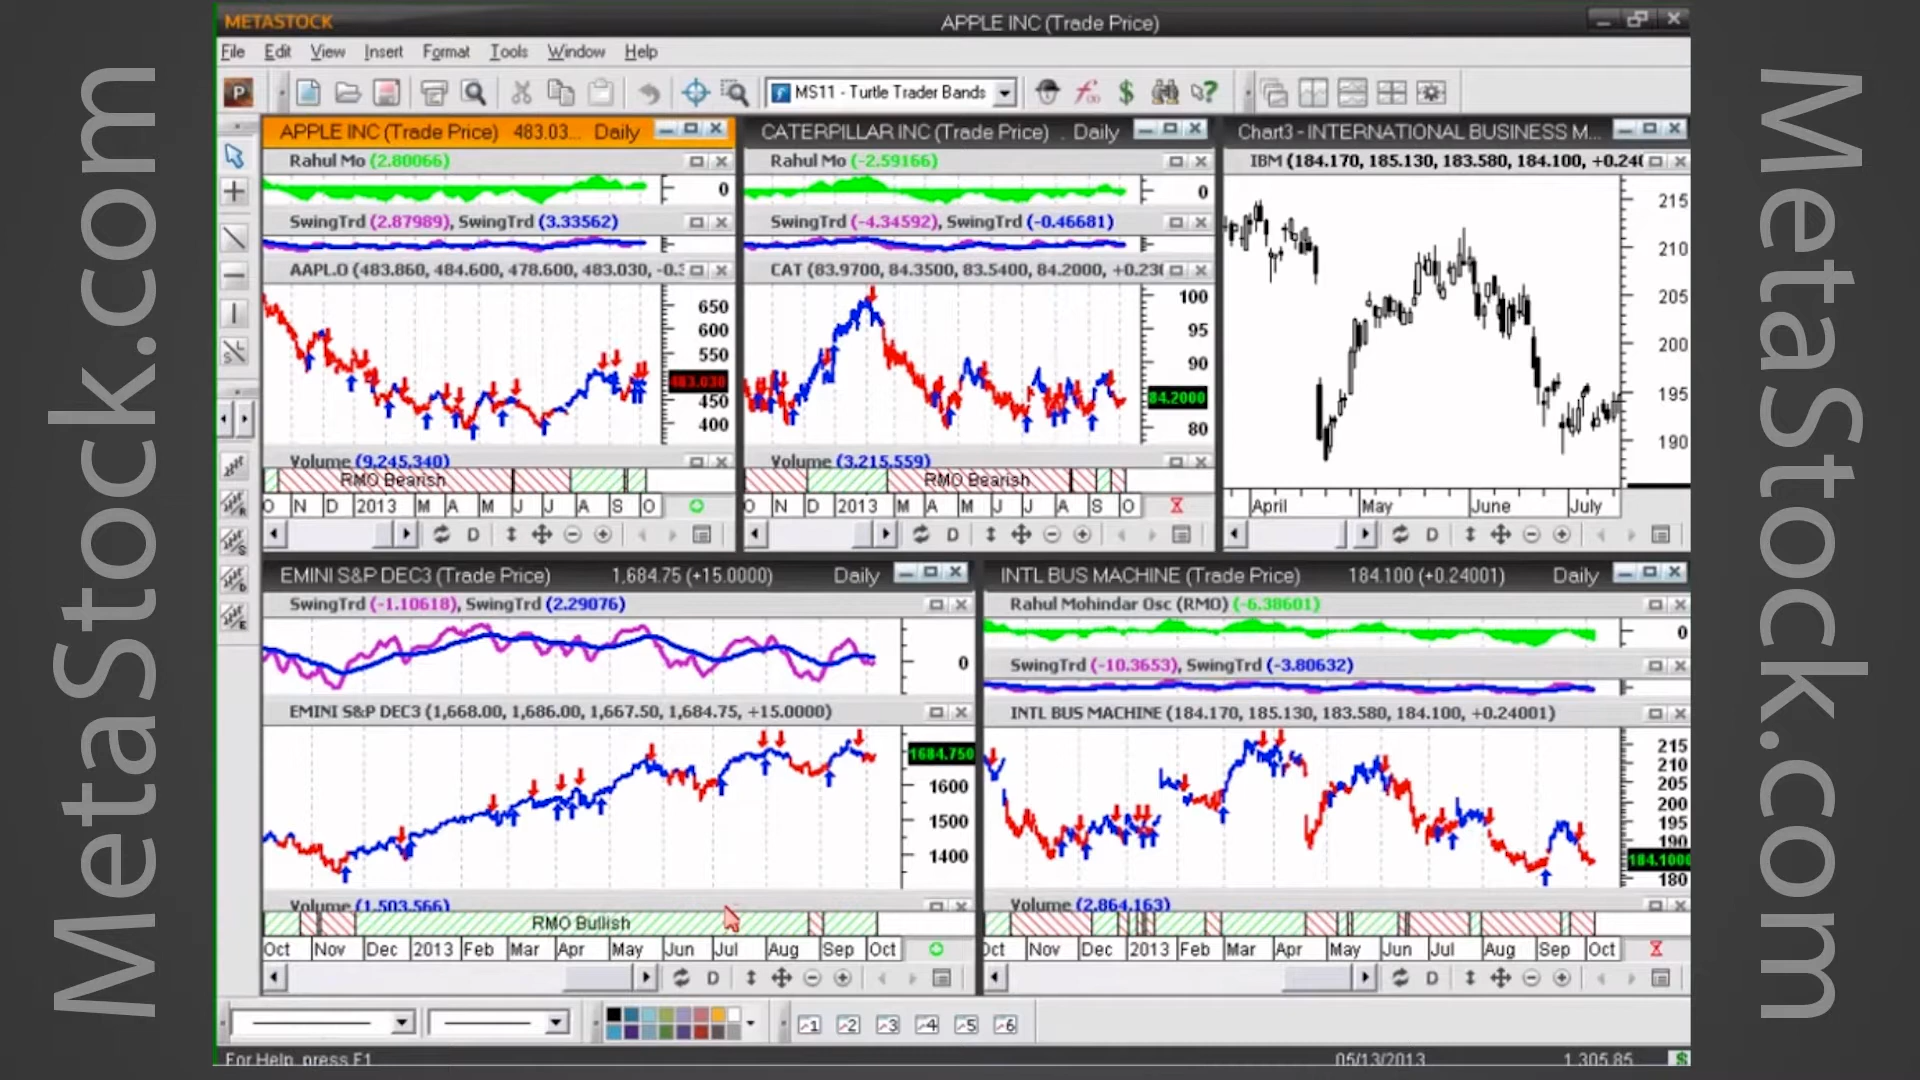 MetaStock.com
METASTOCK
APPLE INC (Trade Price)
File Edit View Insert Format Tools Window Help
P
MS11 - Turtle Trader Bands
APPLE INC (Trade Price) 483.03... Daily
Rahul Mo (2.80066)
0
SwingTrd (2.87989), SwingTrd (3.33562)
AAPL.O (483.860, 484.600, 478.600, 483.030, -0.3
650
600
550
483.030
450
400
Volume (9,245,340)
RMO Bearish
O N D 2013 M A M J J A S O
D
CATERPILLAR INC (Trade Price) . Daily
Rahul Mo (-2.59166)
0
SwingTrd (-4.34592), SwingTrd (-0.46681)
CAT (83.9700, 84.3500, 83.5400, 84.2000, +0.230
100
95
90
84.2000
80
Volume (3,215,559)
RMO Bearish
O N D 2013 M A M J J A S O
D
Chart3 - INTERNATIONAL BUSINESS M...
IBM (184.170, 185.130, 183.580, 184.100, +0.240
215
210
205
200
195
190
April May June July
D
EMINI S&P DEC3 (Trade Price) 1,684.75 (+15.0000) Daily
SwingTrd (-1.10618), SwingTrd (2.29076)
0
EMINI S&P DEC3 (1,668.00, 1,686.00, 1,667.50, 1,684.75, +15.0000)
1684.750
1600
1500
1400
Volume (1,503,566)
RMO Bullish
Oct Nov Dec 2013 Feb Mar Apr May Jun Jul Aug Sep Oct
D
INTL BUS MACHINE (Trade Price) 184.100 (+0.24001) Daily
Rahul Mohindar Osc (RMO) (-6.38601)
0
SwingTrd (-10.3653), SwingTrd (-3.80632)
INTL BUS MACHINE (184.170, 185.130, 183.580, 184.100, +0.24001)
215
210
205
200
195
190
184.1000
180
Volume (2,864,163)
Oct Nov Dec 2013 Feb Mar Apr May Jun Jul Aug Sep Oct
D
1 2 3 4 5 6
For Help, press F1
05/13/2013 1,305.85
MetaStock.com